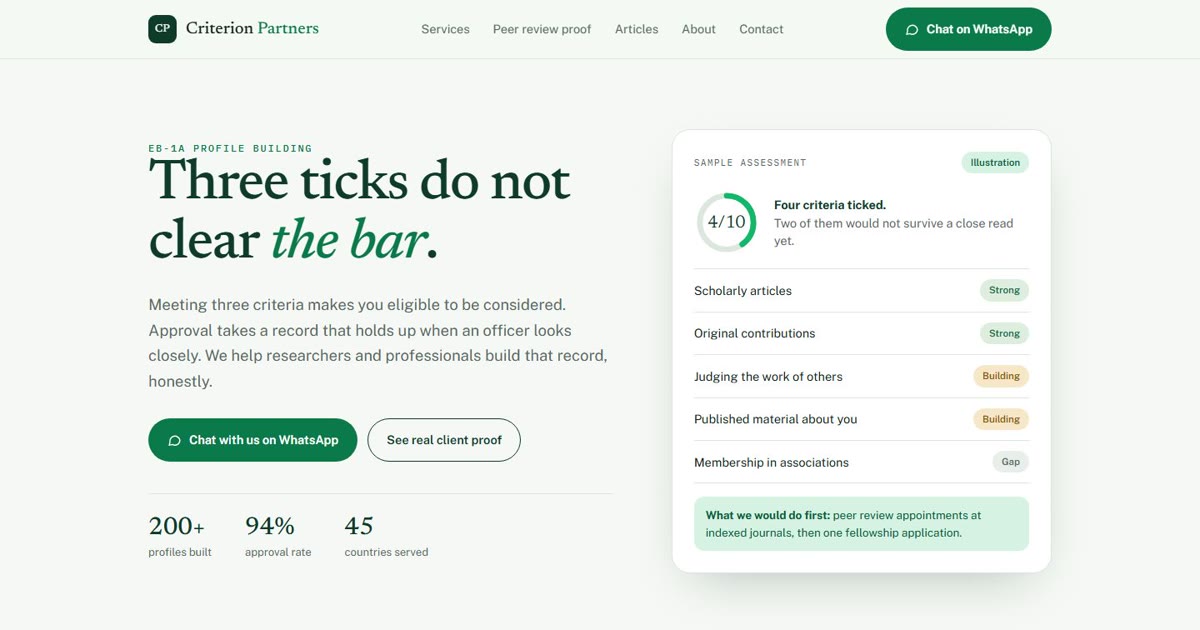 CP Criterion Partners
Services
Peer review proof
Articles
About
Contact
Chat on WhatsApp
EB-1A PROFILE BUILDING
Three ticks do not
clear the bar.
Meeting three criteria makes you eligible to be considered.
Approval takes a record that holds up when an officer looks
closely. We help researchers and professionals build that record,
honestly.
Chat with us on WhatsApp
See real client proof
200+
profiles built
94%
approval rate
45
countries served
SAMPLE ASSESSMENT
Illustration
4/10
Four criteria ticked.
Two of them would not survive a close read
yet.
Scholarly articles
Strong
Original contributions
Strong
Judging the work of others
Building
Published material about you
Building
Membership in associations
Gap
What we would do first: peer review appointments at
indexed journals, then one fellowship application.